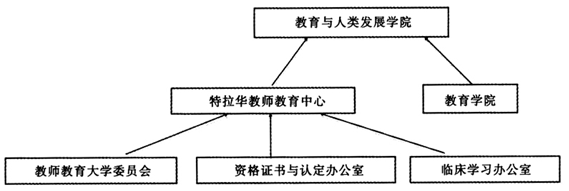 教育与人类发展学院
特拉华教师教育中心
教育学院
教师教育大学委员会
资格证书与认定办公室
临床学习办公室